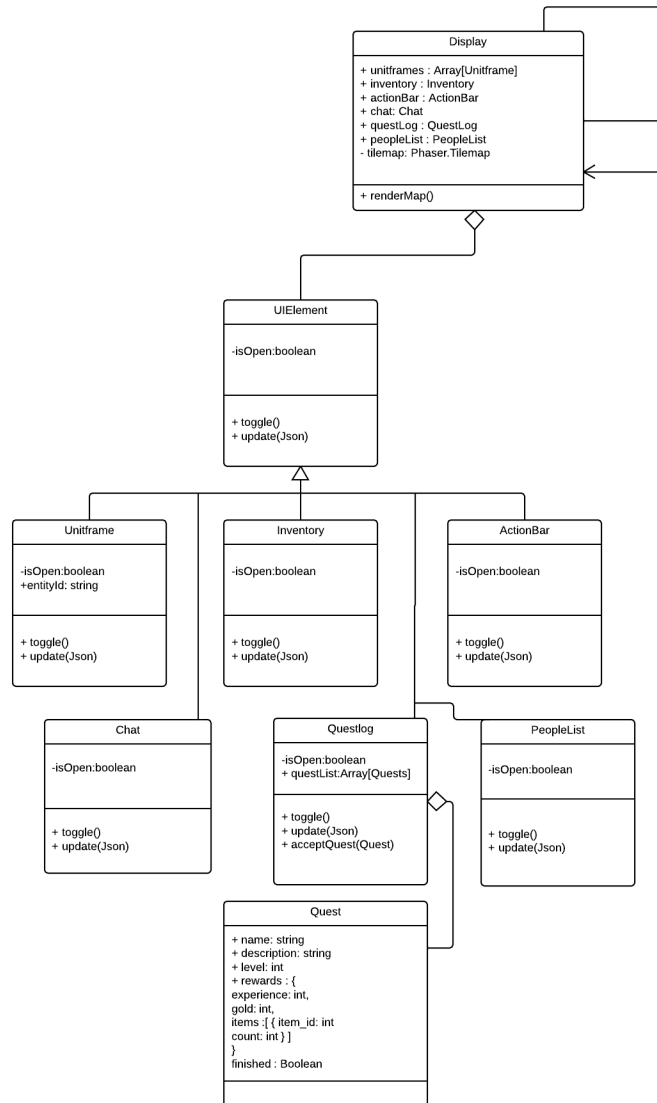 Display
+ unitframes : Array[Unitframe]
+ inventory : Inventory
+ actionBar : ActionBar
+ chat: Chat
+ questLog : QuestLog
+ peopleList : PeopleList
- tilemap: Phaser.Tilemap
+ renderMap()
UIElement
-isOpen:boolean
+ toggle()
+ update(Json)
Unitframe
-isOpen:boolean
+entityId: string
+ toggle()
+ update(Json)
Inventory
-isOpen:boolean
+ toggle()
+ update(Json)
ActionBar
-isOpen:boolean
+ toggle()
+ update(Json)
Chat
-isOpen:boolean
+ toggle()
+ update(Json)
Questlog
-isOpen:boolean
+ questList:Array[Quests]
+ toggle()
+ update(Json)
+ acceptQuest(Quest)
PeopleList
-isOpen:boolean
+ toggle()
+ update(Json)
Quest
+ name: string
+ description: string
+ level: int
+ rewards : {
experience: int,
gold: int,
items :[ { item_id: int
count: int } ]
}
finished : Boolean